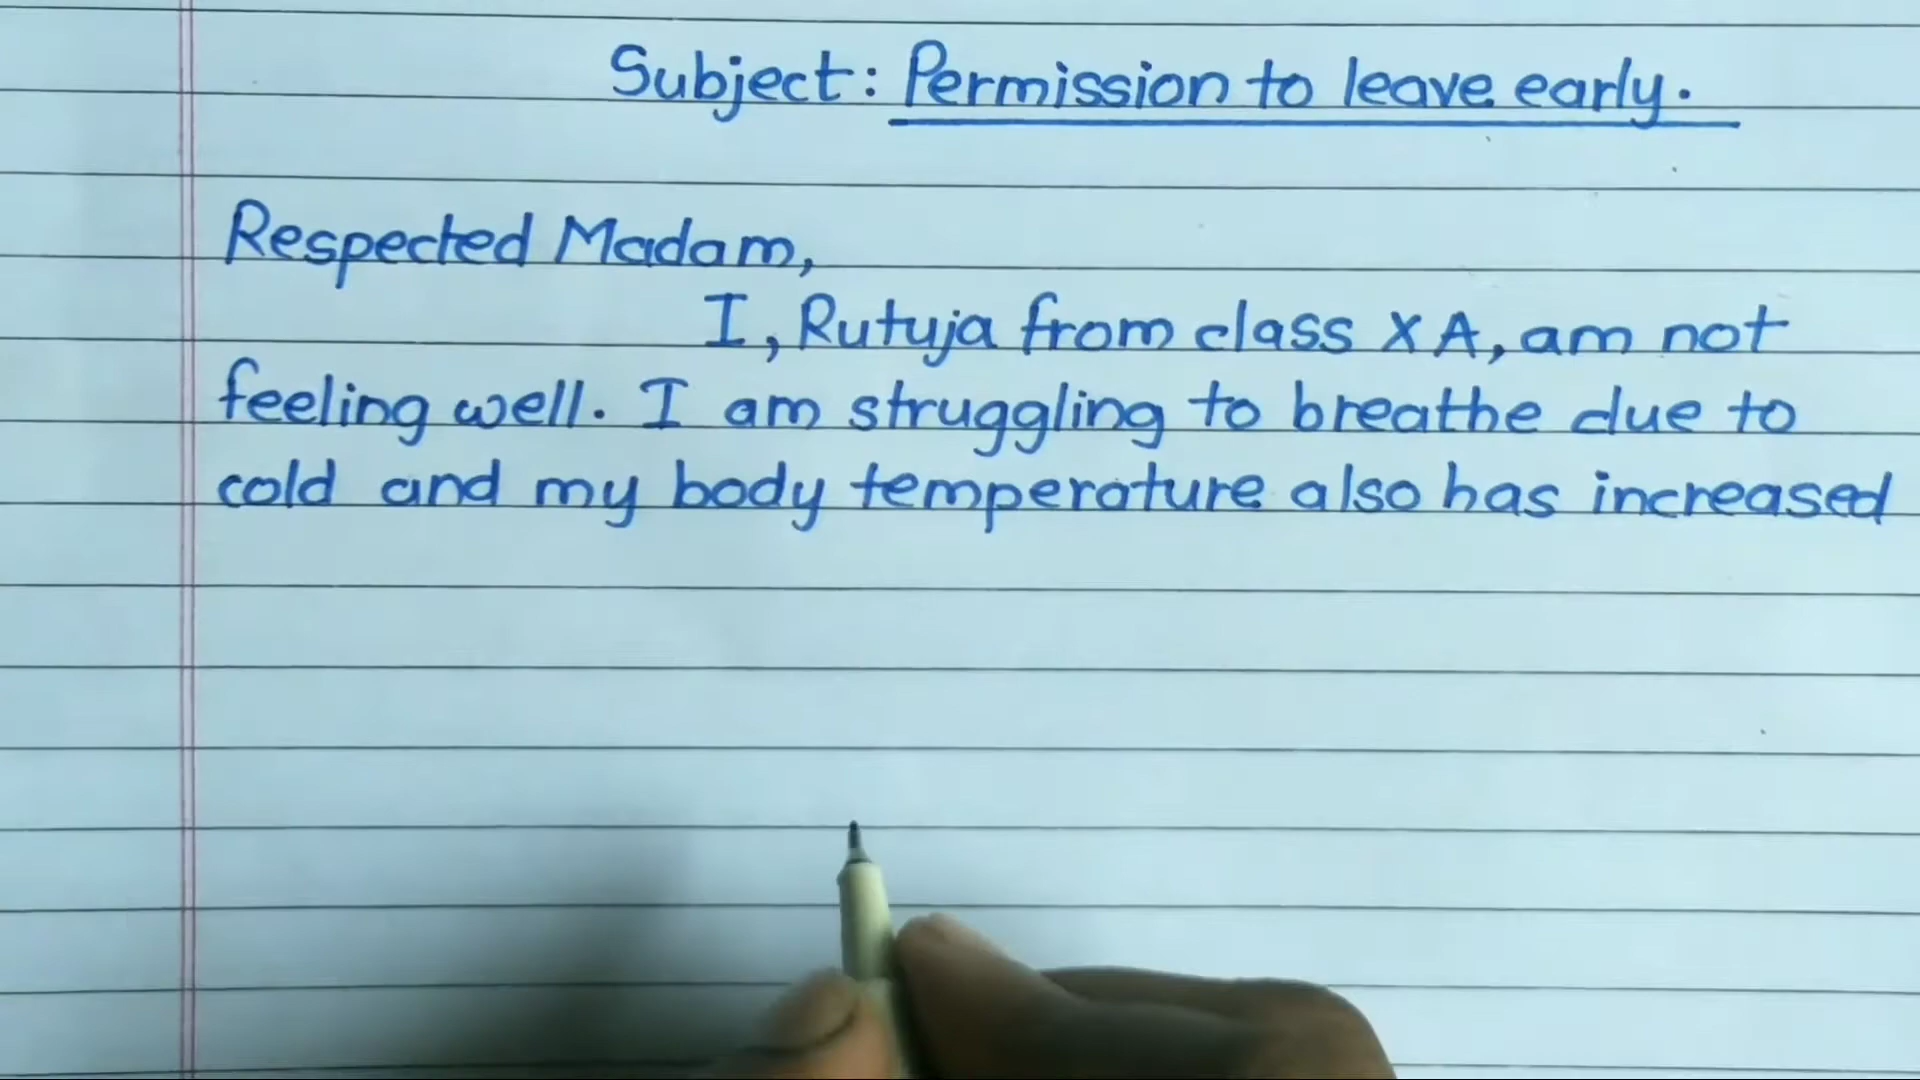 Subject: Permission to leave early.
Respected Madam,
I, Rutuja from class X A, am not
feeling well. I am struggling to breathe due to
cold and my body temperature also has increased